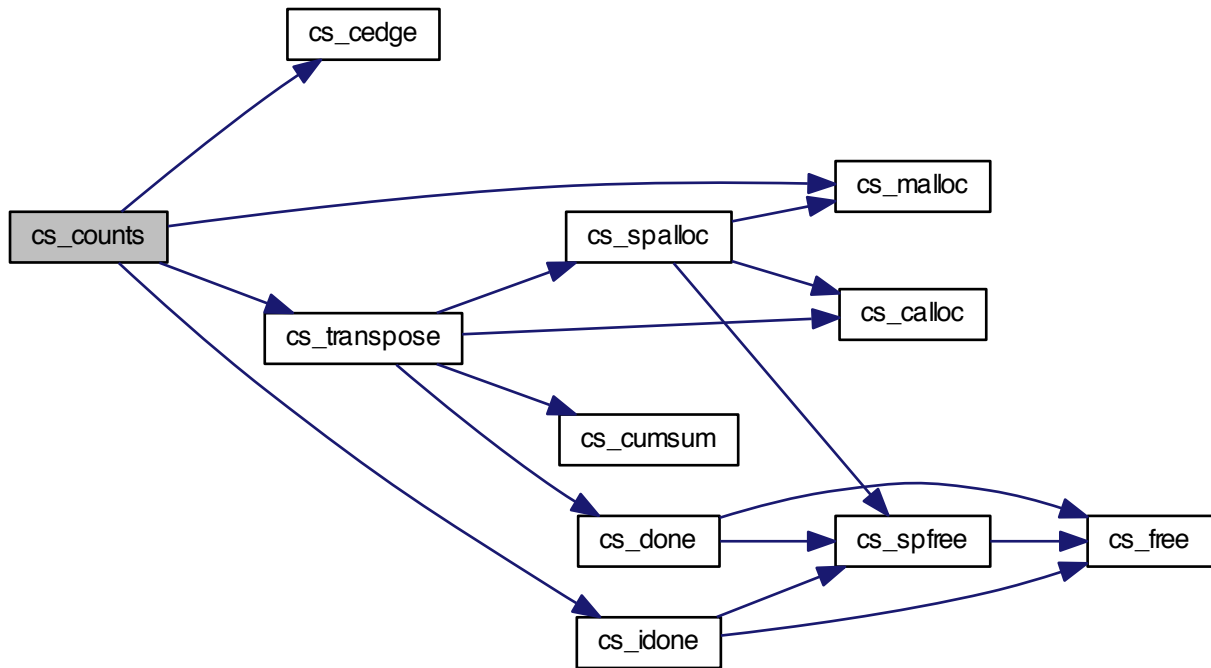 cs_cedge
cs_malloc
cs_counts
cs_spalloc
cs_calloc
cs_transpose
cs_cumsum
cs_done
cs_spfree
cs_free
cs_idone